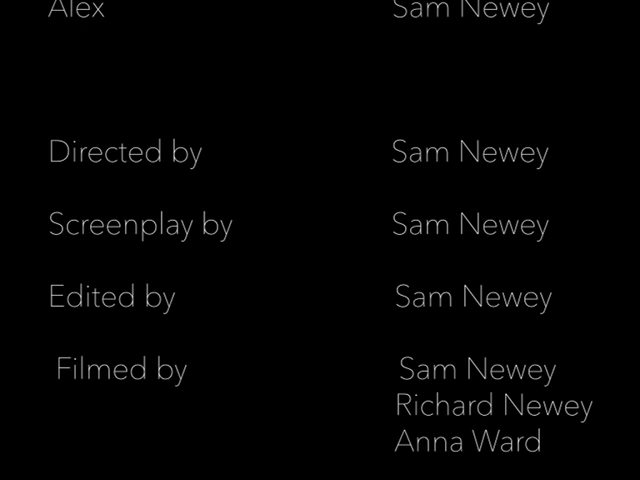 Alex Sam Newey
Directed by Sam Newey
Screenplay by Sam Newey
Edited by Sam Newey
Filmed by Sam Newey
Richard Newey
Anna Ward